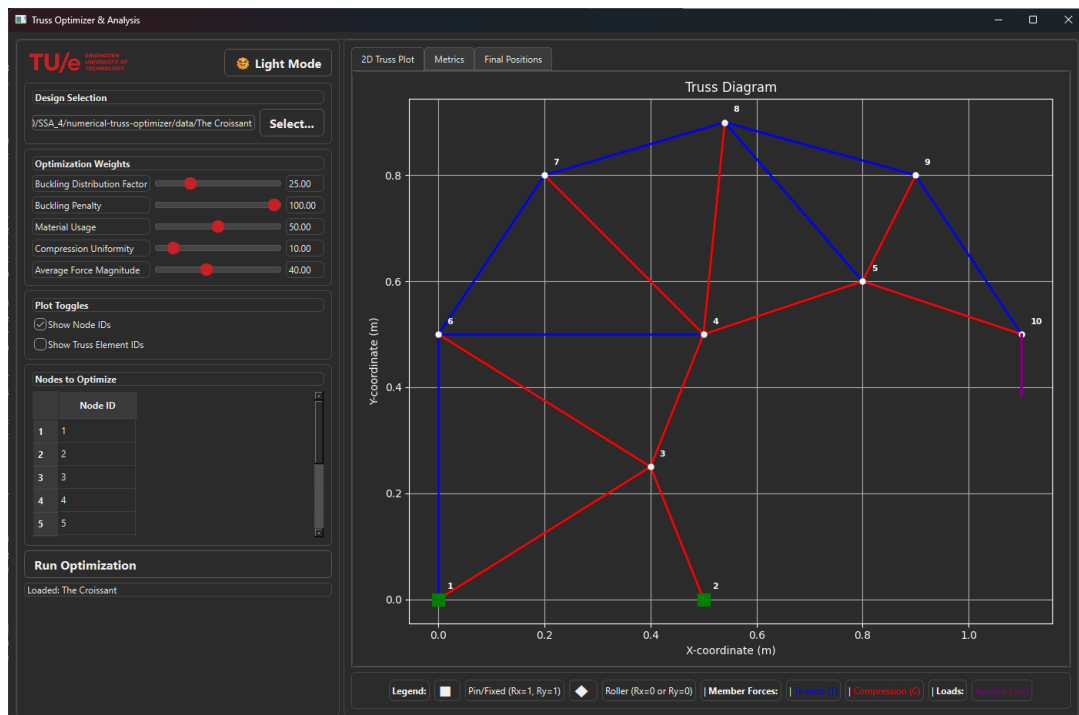 Truss Optimizer & Analysis
TU/e EINDHOVEN
UNIVERSITY OF
TECHNOLOGY
Light Mode
Design Selection
)/SSA_4/numerical-truss-optimizer/data/The Croissant
Select...
Optimization Weights
Buckling Distribution Factor 25.00
Buckling Penalty 100.00
Material Usage 50.00
Compression Uniformity 10.00
Average Force Magnitude 40.00
Plot Toggles
Show Node IDs
Show Truss Element IDs
Nodes to Optimize
Node ID
1 1
2 2
3 3
4 4
5 5
Run Optimization
Loaded: The Croissant
2D Truss Plot Metrics Final Positions
Truss Diagram
8
7
9
5
6
4
10
3
1
2
0.8
0.6
0.4
0.2
0.0
Y-coordinate (m)
0.0 0.2 0.4 0.6 0.8 1.0
X-coordinate (m)
Legend: Pin/Fixed (Rx=1, Ry=1) Roller (Rx=0 or Ry=0) | Member Forces: | Tension (T) | Compression (C) | Loads: Applied Load